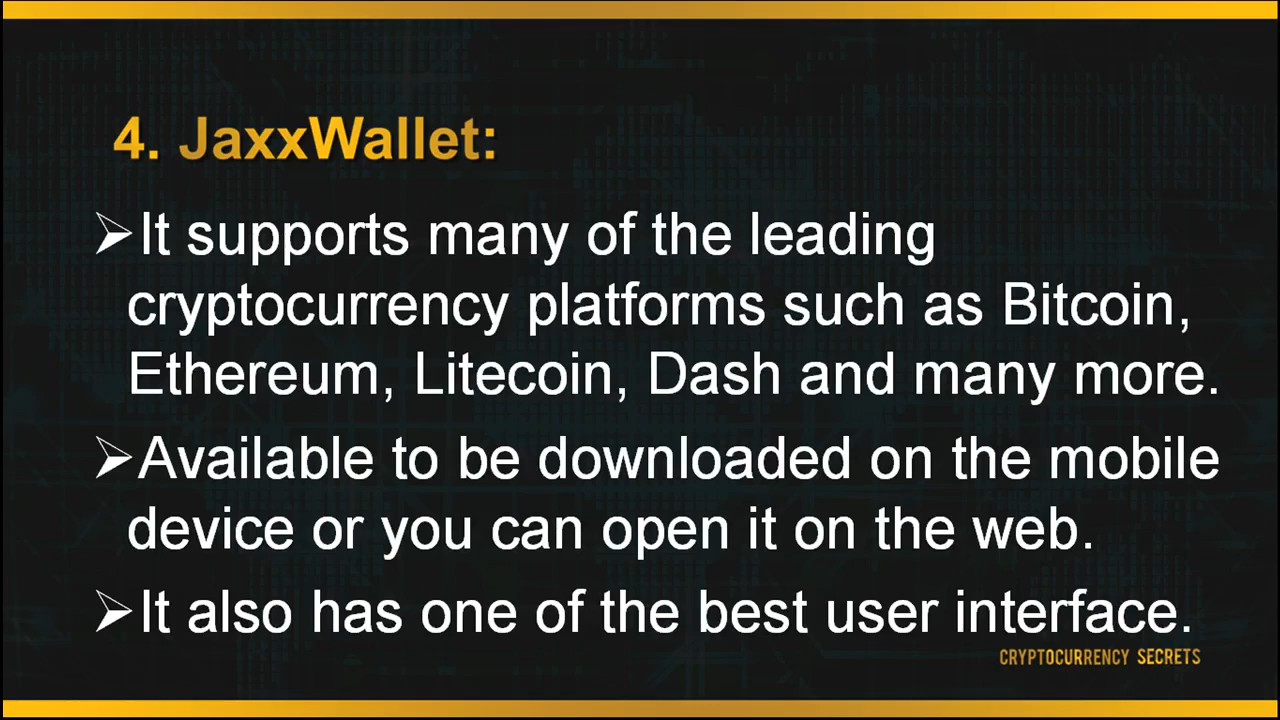 4. JaxxWallet:
➢It supports many of the leading
cryptocurrency platforms such as Bitcoin,
Ethereum, Litecoin, Dash and many more.
➢Available to be downloaded on the mobile
device or you can open it on the web.
➢It also has one of the best user interface.
CRYPTOCURRENCY SECRETS